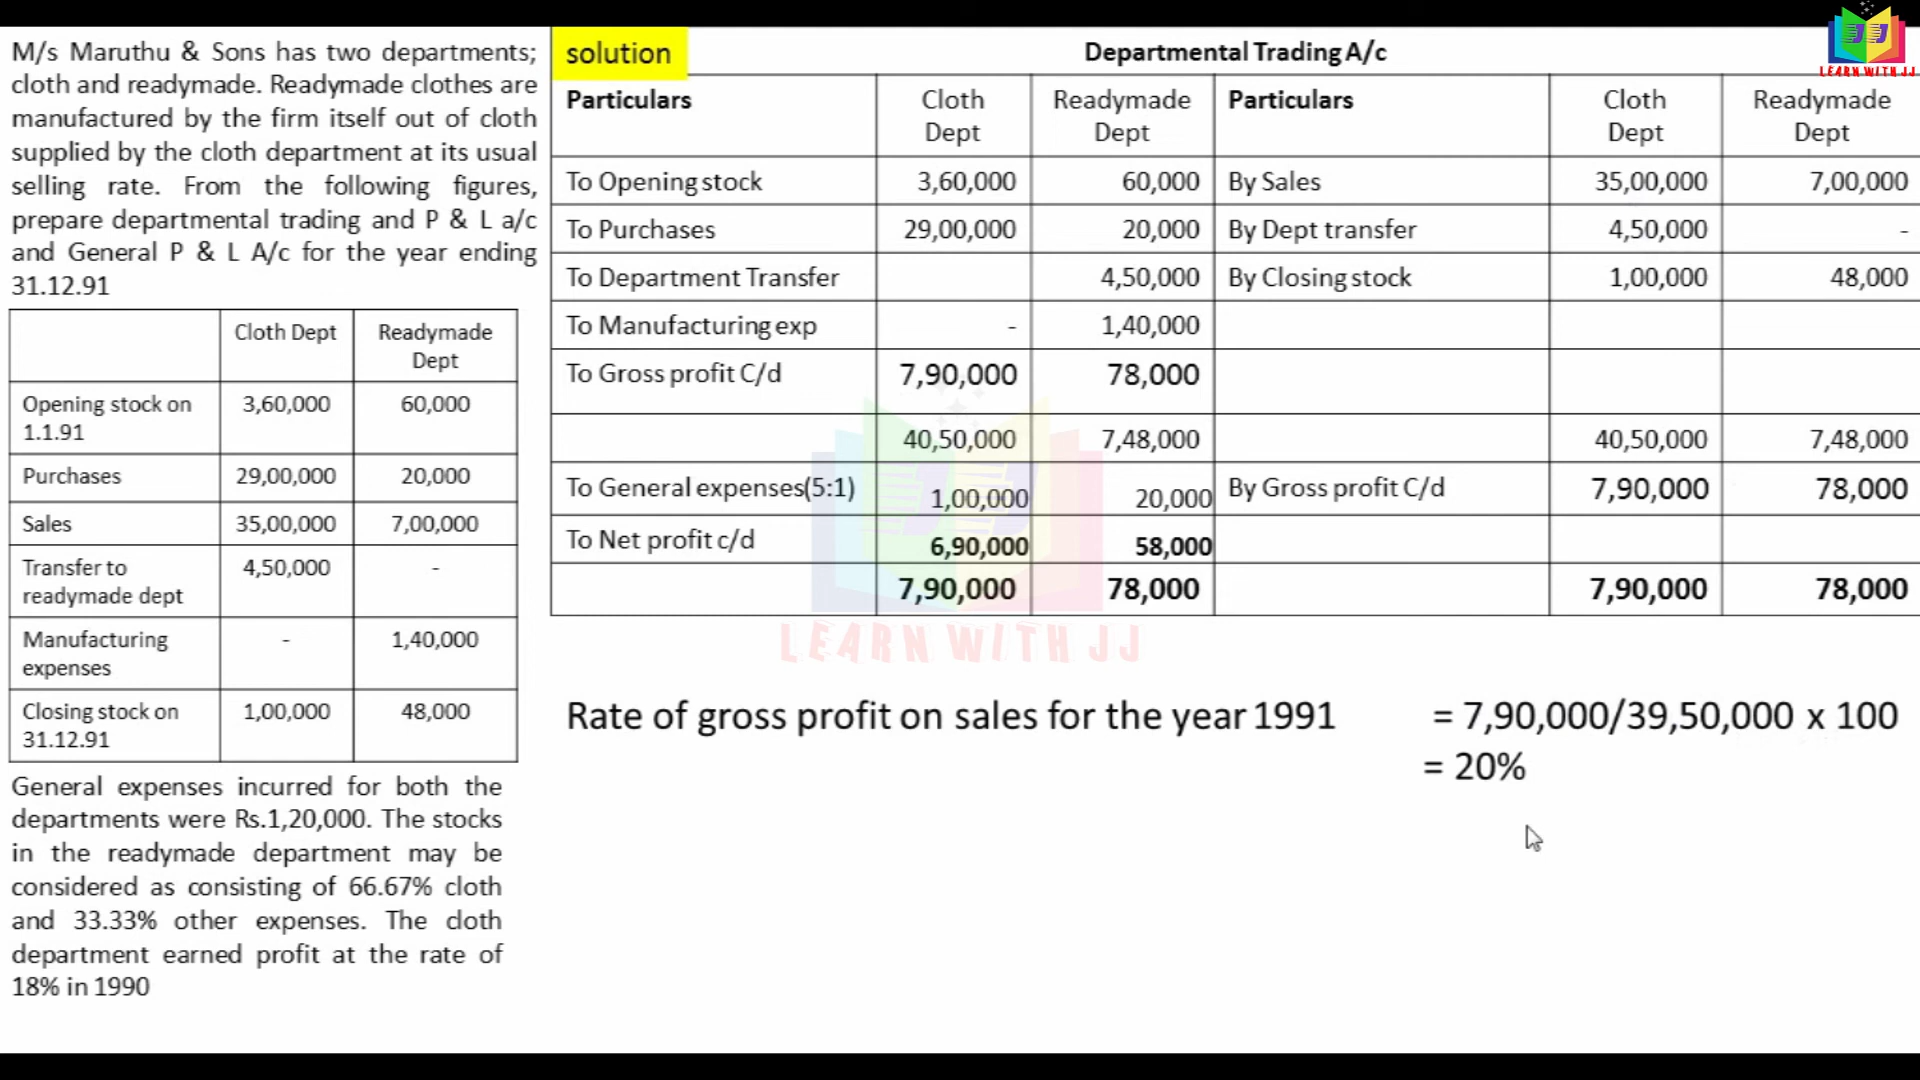 M/s Maruthu & Sons has two departments;
cloth and readymade. Readymade clothes are
manufactured by the firm itself out of cloth
supplied by the cloth department at its usual
selling rate. From the following figures,
prepare departmental trading and P & L a/c
and General P & L A/c for the year ending
31.12.91
Cloth Dept Readymade Dept
Opening stock on 1.1.91 3,60,000 60,000
Purchases 29,00,000 20,000
Sales 35,00,000 7,00,000
Transfer to readymade dept 4,50,000 -
Manufacturing expenses - 1,40,000
Closing stock on 31.12.91 1,00,000 48,000
General expenses incurred for both the
departments were Rs.1,20,000. The stocks
in the readymade department may be
considered as consisting of 66.67% cloth
and 33.33% other expenses. The cloth
department earned profit at the rate of
18% in 1990
solution
Departmental Trading A/c
Particulars Cloth Dept Readymade Dept Particulars Cloth Dept Readymade Dept
To Opening stock 3,60,000 60,000 By Sales 35,00,000 7,00,000
To Purchases 29,00,000 20,000 By Dept transfer 4,50,000 -
To Department Transfer 4,50,000 By Closing stock 1,00,000 48,000
To Manufacturing exp - 1,40,000
To Gross profit C/d 7,90,000 78,000
40,50,000 7,48,000 40,50,000 7,48,000
To General expenses(5:1) 1,00,000 20,000 By Gross profit C/d 7,90,000 78,000
To Net profit c/d 6,90,000 58,000
7,90,000 78,000 7,90,000 78,000
LEARN WITH JJ
Rate of gross profit on sales for the year 1991 = 7,90,000/39,50,000 x 100
= 20%
JJ
LEARN WITH JJ